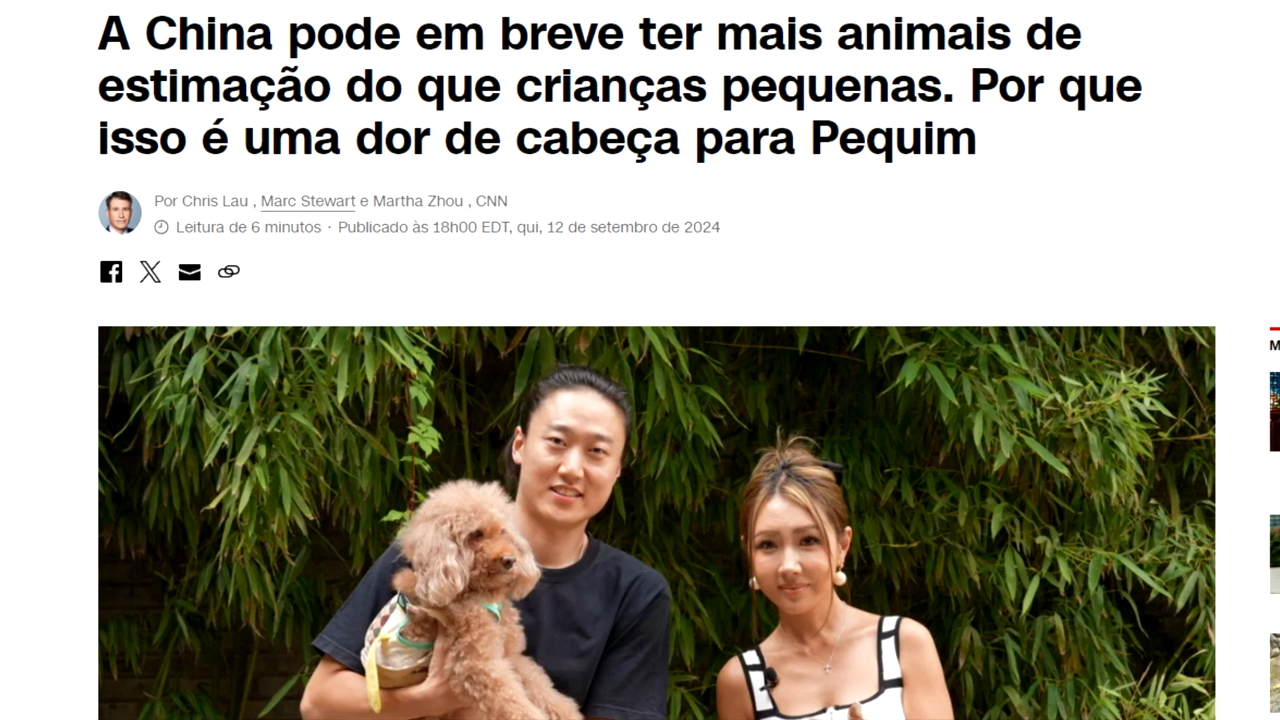 A China pode em breve ter mais animais de
estimação do que crianças pequenas. Por que
isso é uma dor de cabeça para Pequim
Por Chris Lau , Marc Stewart e Martha Zhou , CNN
Leitura de 6 minutos · Publicado às 18h00 EDT, qui, 12 de setembro de 2024
M